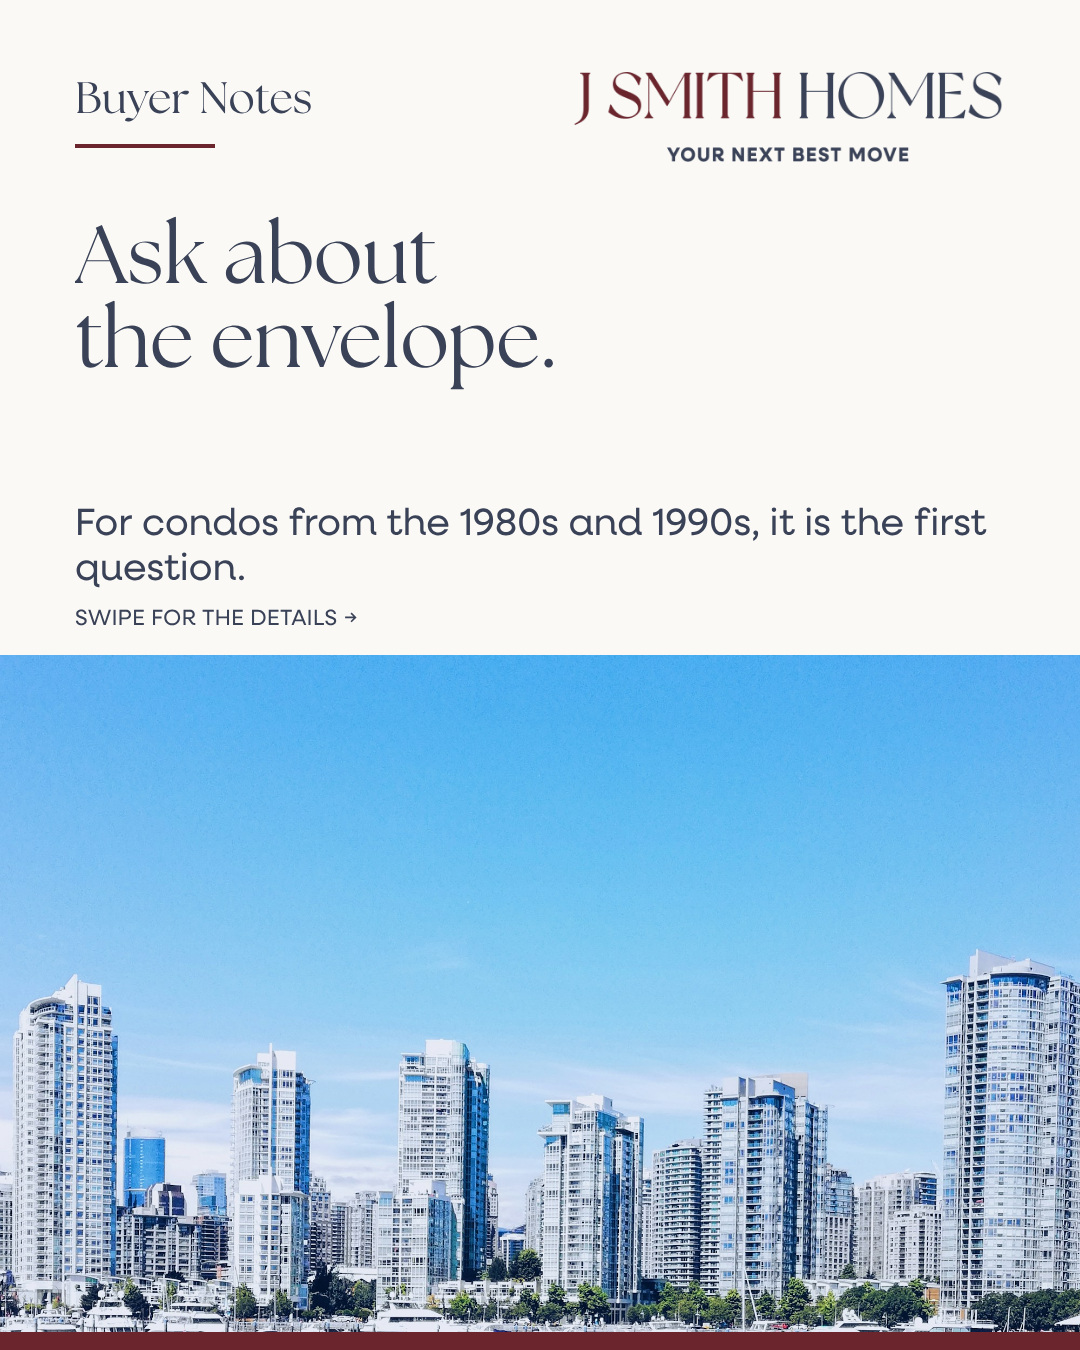 Buyer Notes
J SMITH HOMES
YOUR NEXT BEST MOVE
Ask about
the envelope.
For condos from the 1980s and 1990s, it is the first
question.
SWIPE FOR THE DETAILS →